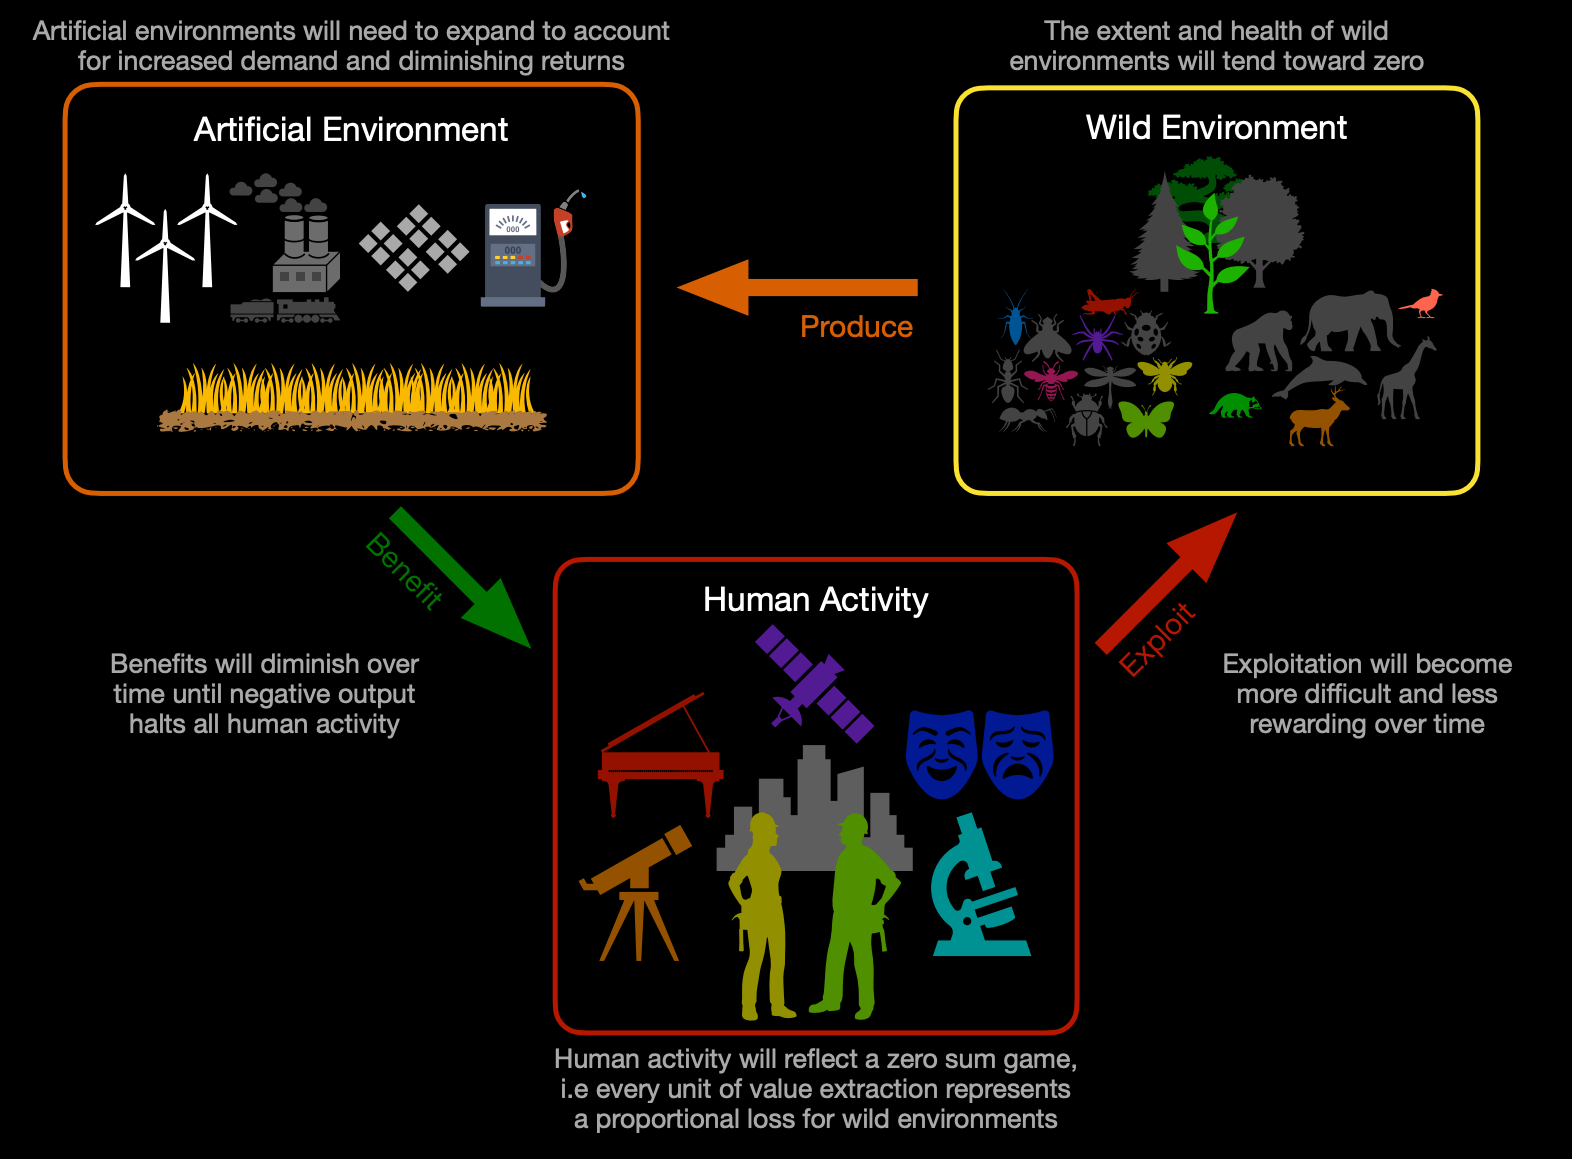 Artificial environments will need to expand to account
for increased demand and diminishing returns
The extent and health of wild
environments will tend toward zero
Artificial Environment
Wild Environment
000
000
Produce
Benefit
Exploit
Human Activity
Benefits will diminish over
time until negative output
halts all human activity
Exploitation will become
more difficult and less
rewarding over time
Human activity will reflect a zero sum game,
i.e every unit of value extraction represents
a proportional loss for wild environments